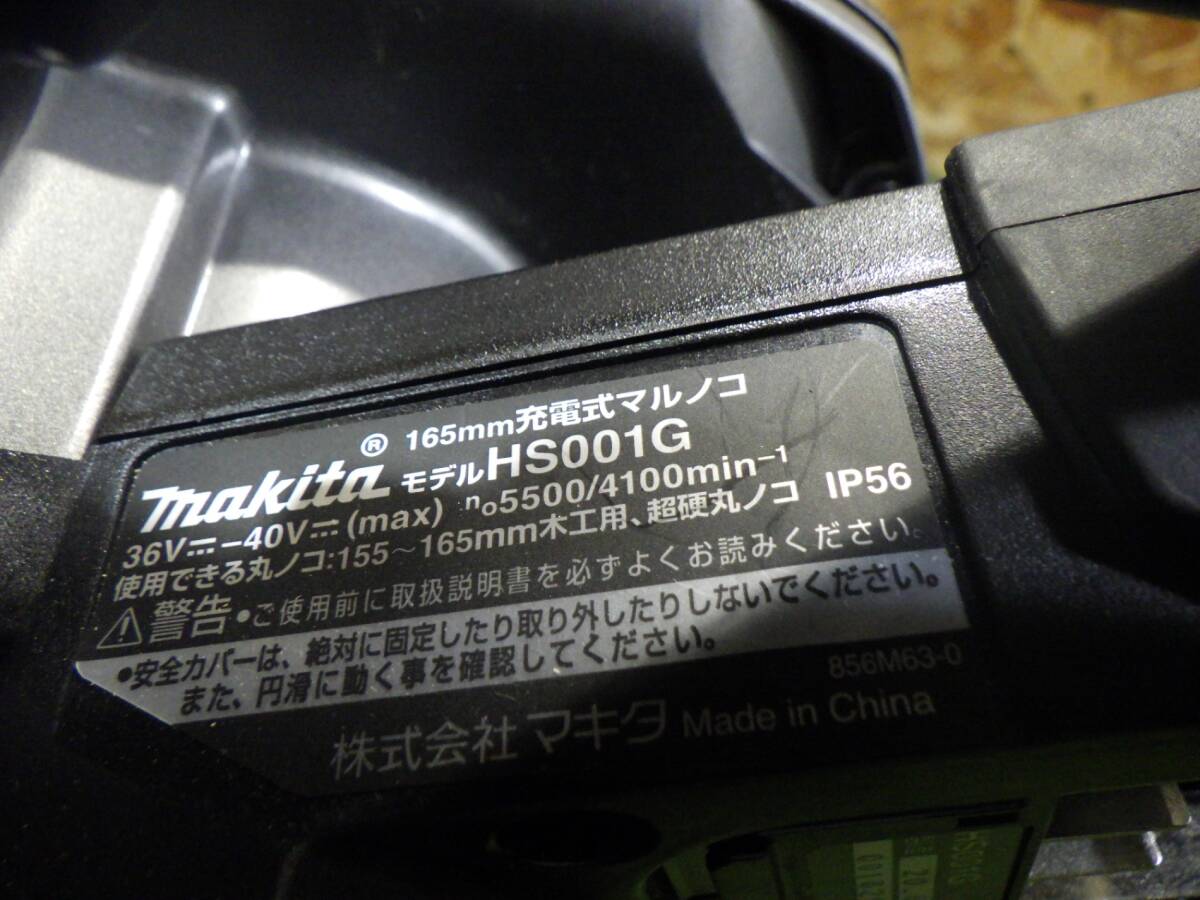 makita® 165mm充電式マルノコ
モデルHS001G
36V⎓-40V⎓(max) n₀5500/4100min⁻¹
使用できる丸ノコ:155～165mm木工用、超硬丸ノコ IP56
⚠警告・ご使用前に取扱説明書を必ずよくお読みください。
・安全カバーは、絶対に固定したり取り外したりしないでください。
また、円滑に動く事を確認してください。
856M63-0
株式会社マキタ Made in China
HS001G